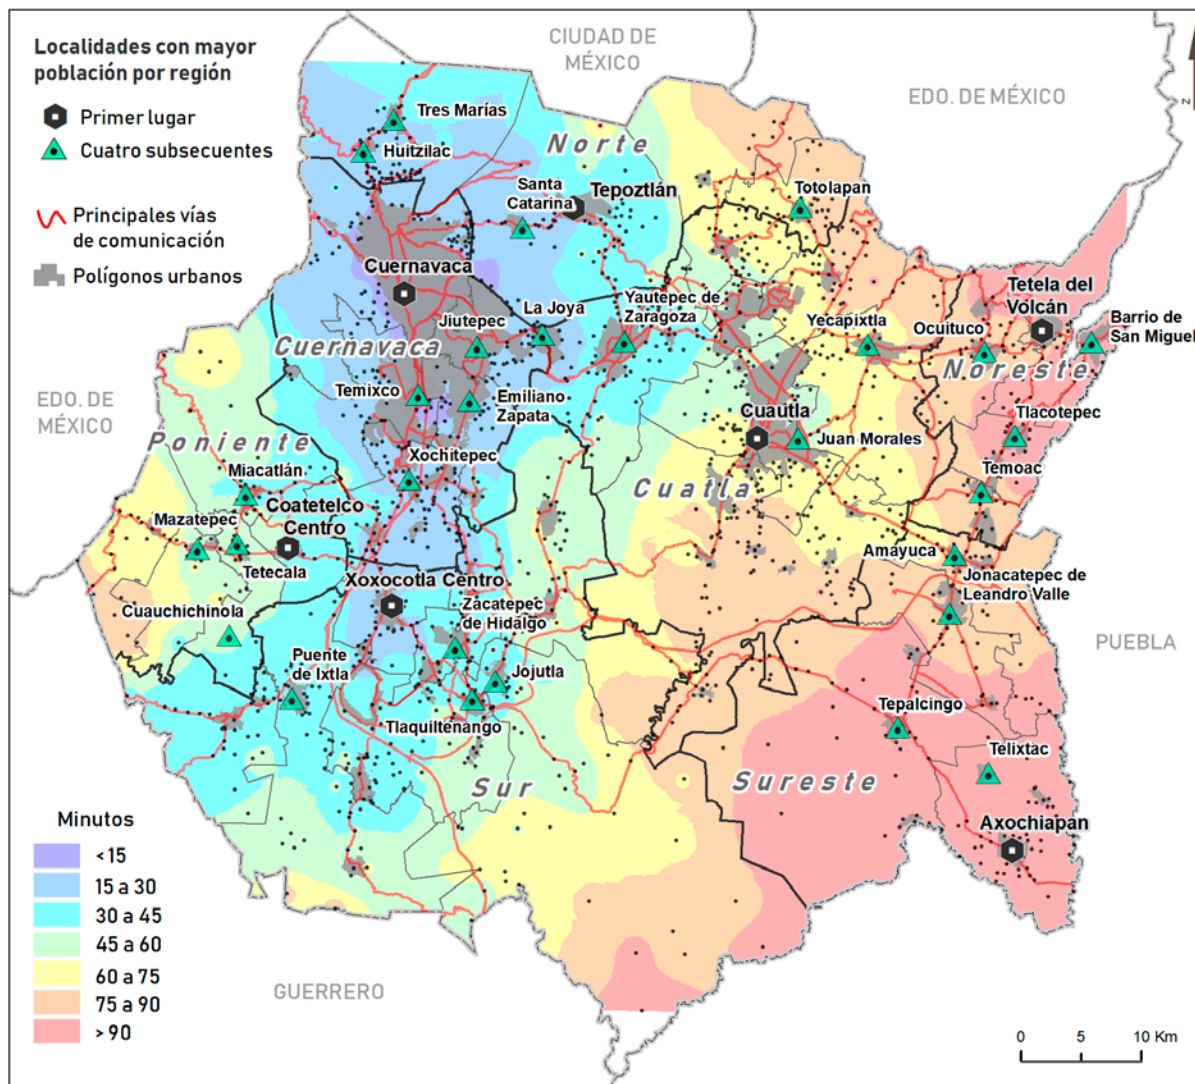 Localidades con mayor
población por región
Primer lugar
Cuatro subsecuentes
Principales vías
de comunicación
Polígonos urbanos
CIUDAD DE
MÉXICO
EDO. DE MÉXICO
N
Tres Marías
Huitzilac
Norte
Santa
Catarina
Tepoztlán
Totolapan
Cuernavaca
Jiutepec
La Joya
Yautepec de
Zaragoza
Yecapixtla
Ocuituco
Tetela del
Volcán
Barrio de
San Miguel
Cuernavaca
Noreste
EDO. DE
MÉXICO
Temixco
Emiliano
Zapata
Cuautla
Juan Morales
Tlacotepec
Poniente
Xochitepec
Temoac
Miacatlán
Cuatla
Coatetelco
Centro
Mazatepec
Tetecala
Amayuca
Xoxocotla Centro
Jonacatepec de
Leandro Valle
Cuauchichinola
Zacatepec
de Hidalgo
PUEBLA
Puente
de Ixtla
Jojutla
Tlaquiltenango
Tepalcingo
Telixtac
Sur
Sureste
Axochiapan
Minutos
<15
15 a 30
30 a 45
45 a 60
60 a 75
75 a 90
> 90
GUERRERO
0 5 10 Km